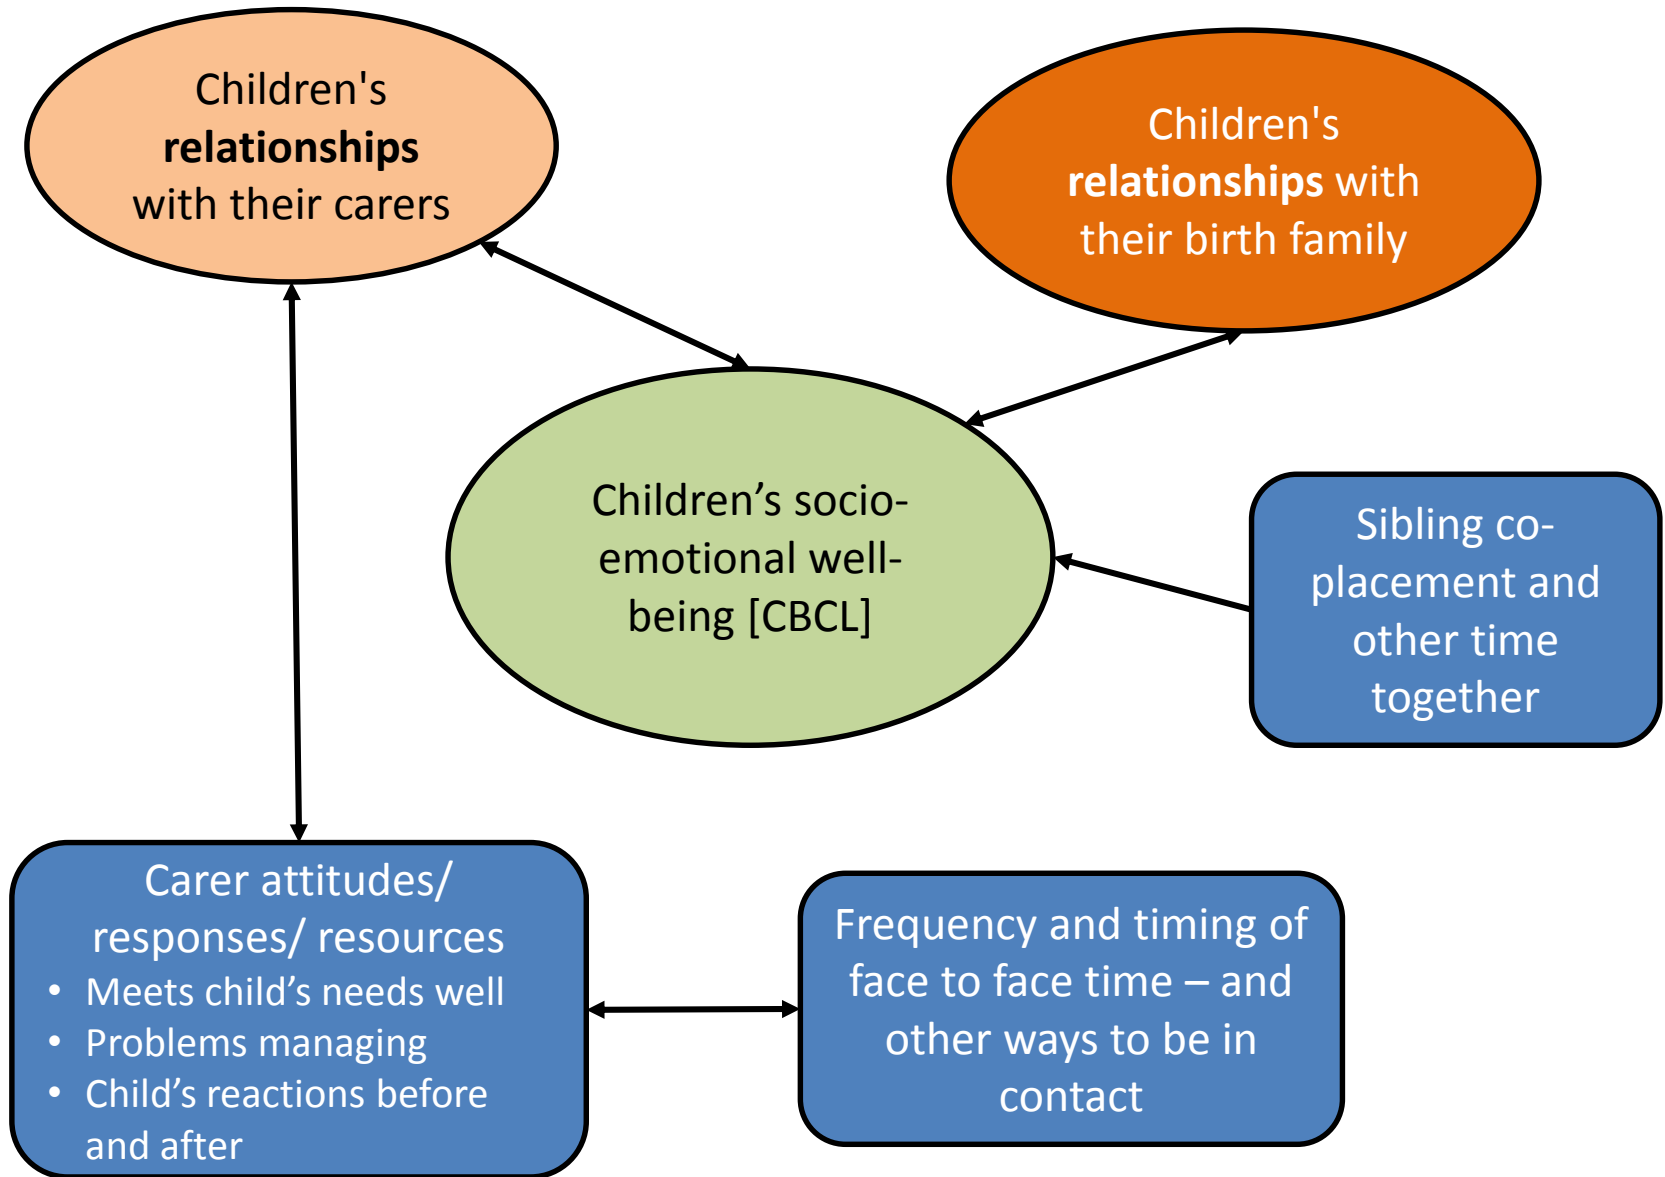 Children's
relationships
with their carers
Children's
relationships with
their birth family
Children’s socio-
emotional well-
being [CBCL]
Sibling co-
placement and
other time
together
Carer attitudes/
responses/ resources
• Meets child’s needs well
• Problems managing
• Child’s reactions before
and after
Frequency and timing of
face to face time – and
other ways to be in
contact